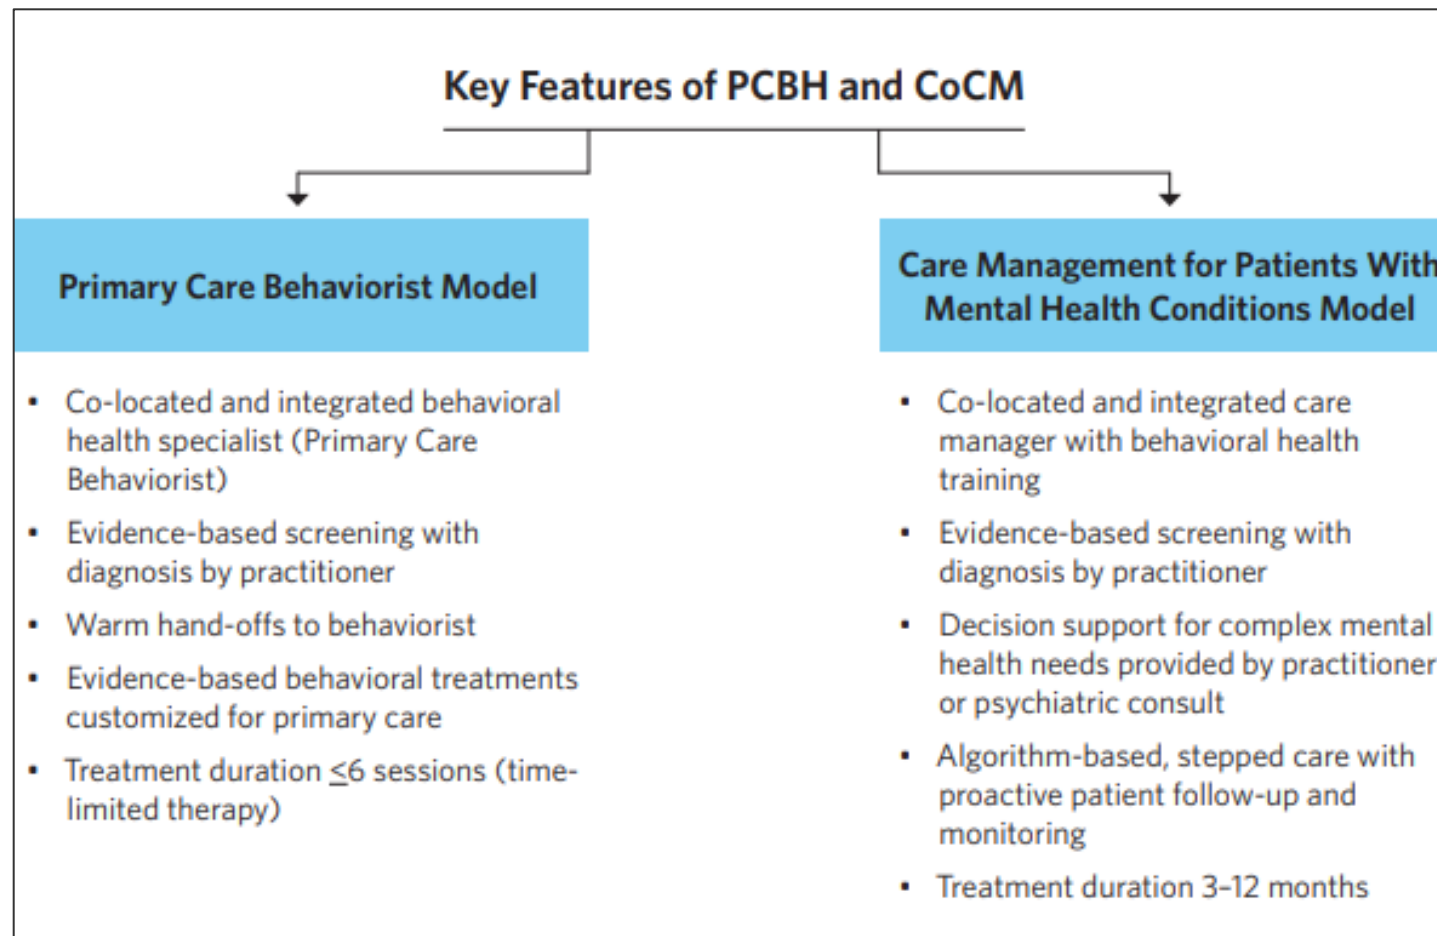 Key Features of PCBH and CoCM
Primary Care Behaviorist Model
• Co-located and integrated behavioral
health specialist (Primary Care
Behaviorist)
• Evidence-based screening with
diagnosis by practitioner
• Warm hand-offs to behaviorist
• Evidence-based behavioral treatments
customized for primary care
• Treatment duration ≤6 sessions (time-
limited therapy)
Care Management for Patients With
Mental Health Conditions Model
• Co-located and integrated care
manager with behavioral health
training
• Evidence-based screening with
diagnosis by practitioner
• Decision support for complex mental
health needs provided by practitioner
or psychiatric consult
• Algorithm-based, stepped care with
proactive patient follow-up and
monitoring
• Treatment duration 3–12 months